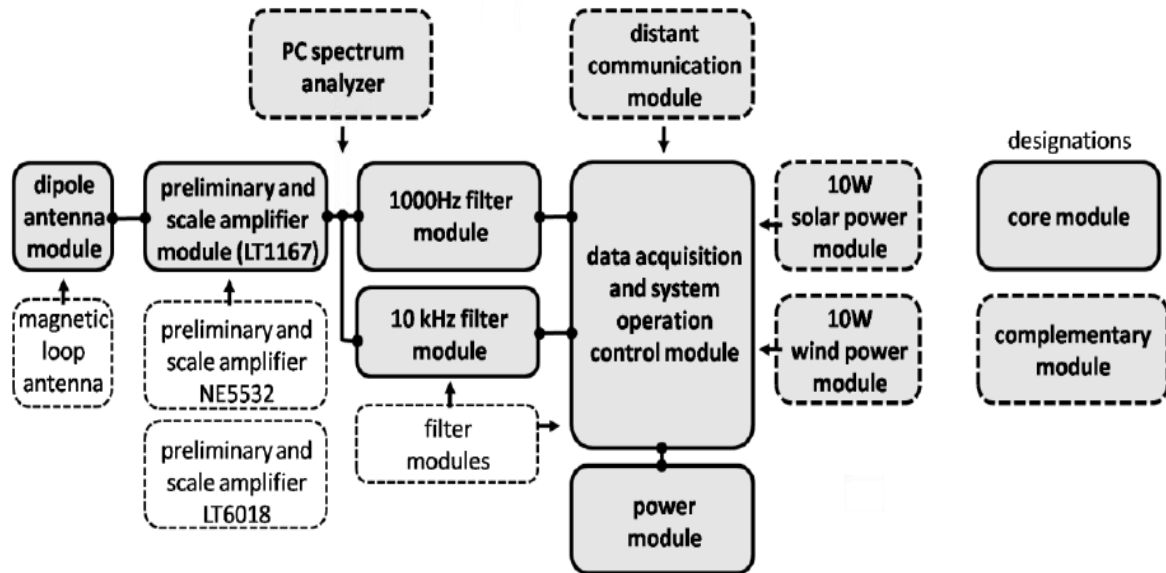 PC spectrum
analyzer
distant
communication
module
designations
dipole
antenna
module
preliminary and
scale amplifier
module (LT1167)
1000Hz filter
module
10 kHz filter
module
data acquisition
and system
operation
control module
10W
solar power
module
10W
wind power
module
core module
complementary
module
magnetic
loop
antenna
preliminary and
scale amplifier
NE5532
preliminary and
scale amplifier
LT6018
filter
modules
power
module